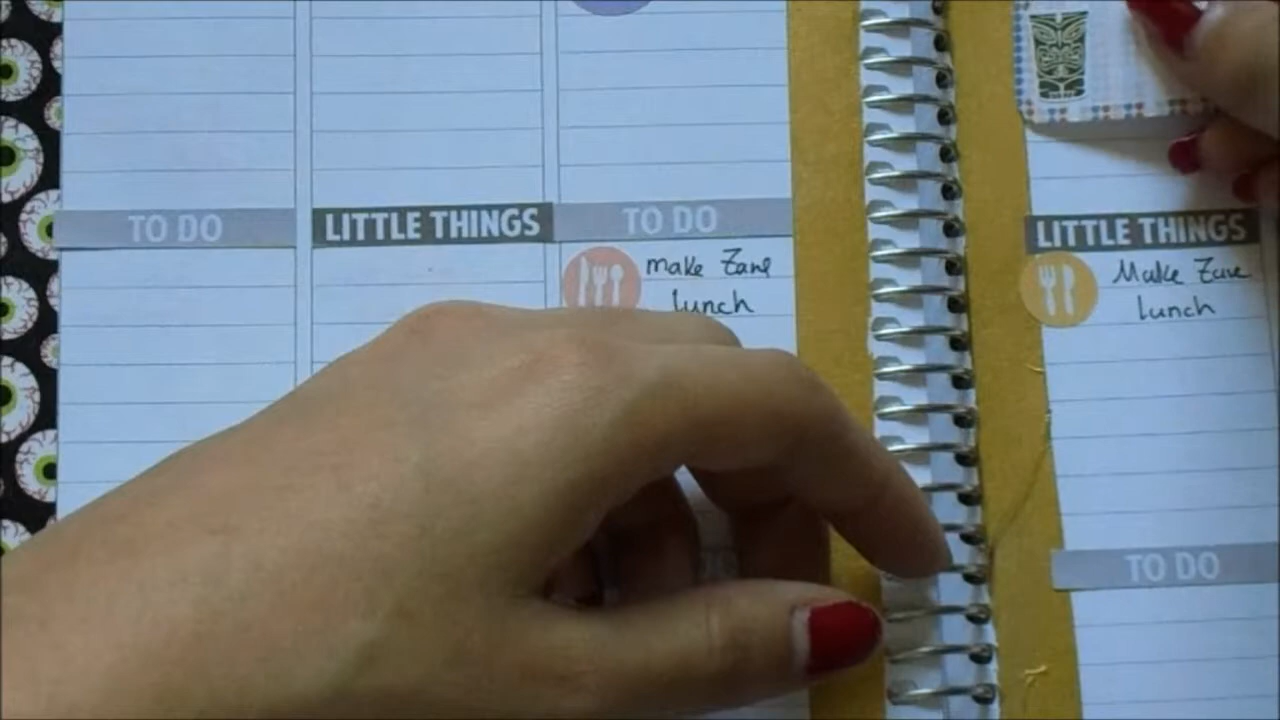 TO DO
LITTLE THINGS
TO DO
make Zane
lunch
LITTLE THINGS
Make Zane
lunch
TO DO